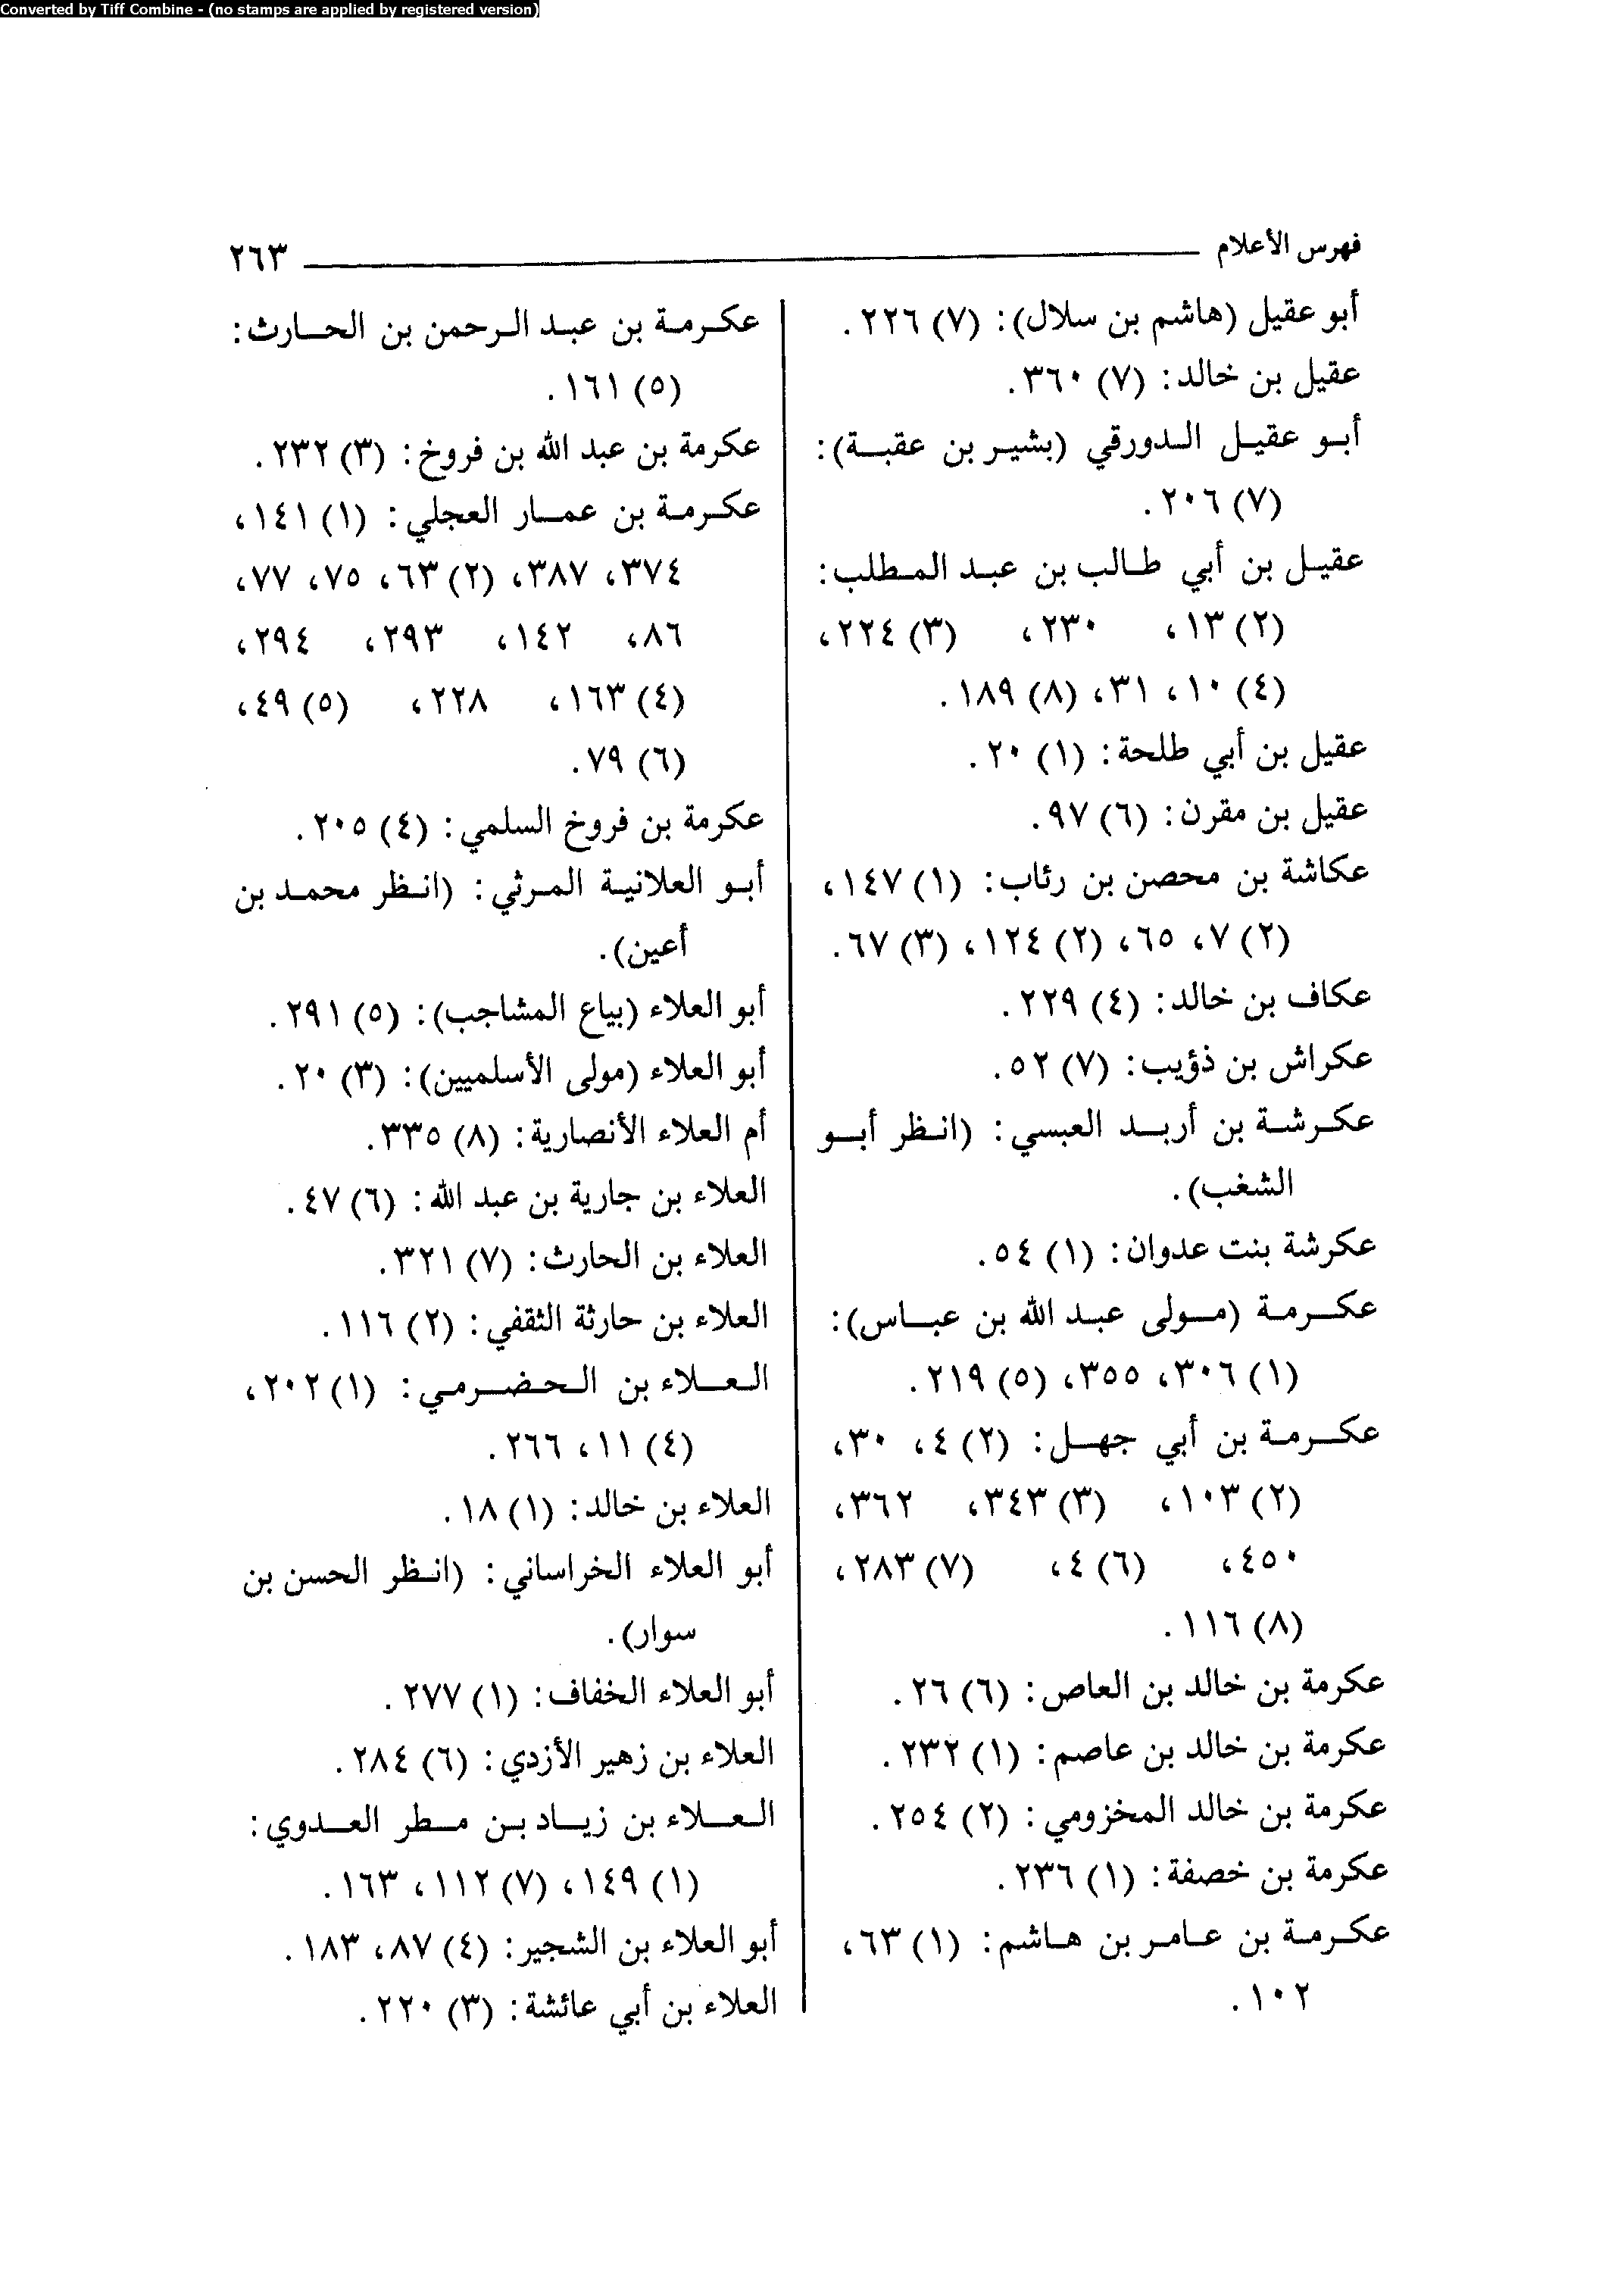 Converted by Tiff Combine - (no stamps are applied by registered version)
فهرس الأعلام ٢٦٣
أبو عقيل (هاشم بن سلال): (٧) ٢٢٦.
عقيل بن خالد: (٧) ٣٦٠.
أبو عقيل الدورقي (بشير بن عقبة):
(٧) ٢٠٦.
عقيل بن أبي طالب بن عبد المطلب:
(٢) ١٣، ٢٣٠، (٣) ٢٢٤،
(٤) ١٠، ٣١، (٨) ١٨٩.
عقيل بن أبي طلحة: (١) ٢٠.
عقيل بن مقرن: (٦) ٩٧.
عكاشة بن محصن بن رئاب: (١) ١٤٧،
(٢) ٧، ٦٥، (٢) ١٢٤، (٣) ٦٧.
عكاف بن خالد: (٤) ٢٢٩.
عكراش بن ذؤيب: (٧) ٥٢.
عكرشة بن أربد العبسي: (انظر أبو
الشغب).
عكرشة بنت عدوان: (١) ٥٤.
عكرمة (مولى عبد الله بن عباس):
(١) ٣٠٦، ٣٥٥، (٥) ٢١٩.
عكرمة بن أبي جهل: (٢) ٤، ٣٠،
(٢) ١٠٣، (٣) ٣٤٣، ٣٦٢،
٤٥٠، (٦) ٤، (٧) ٢٨٣،
(٨) ١١٦.
عكرمة بن خالد بن العاص: (٦) ٢٦.
عكرمة بن خالد بن عاصم: (١) ٢٣٢.
عكرمة بن خالد المخزومي: (٢) ٢٥٤.
عكرمة بن خصفة: (١) ٢٣٦.
عكرمة بن عامر بن هاشم: (١) ٦٣،
١٠٢.
عكرمة بن عبد الرحمن بن الحارث:
(٥) ١٦١.
عكرمة بن عبد الله بن فروخ: (٣) ٢٣٢.
عكرمة بن عمار العجلي: (١) ١٤١،
٣٧٤، ٣٨٧، (٢) ٦٣، ٧٥، ٧٧،
٨٦، ١٤٢، ٢٩٣، ٢٩٤،
(٤) ١٦٣، ٢٢٨، (٥) ٤٩،
(٦) ٧٩.
عكرمة بن فروخ السلمي: (٤) ٢٠٥.
أبو العلانية المرثي: (انظر محمد بن
أعين).
أبو العلاء (بياع المشاجب): (٥) ٢٩١.
أبو العلاء (مولى الأسلميين): (٣) ٢٠.
أم العلاء الأنصارية: (٨) ٣٣٥.
العلاء بن جارية بن عبد الله: (٦) ٤٧.
العلاء بن الحارث: (٧) ٣٢١.
العلاء بن حارثة الثقفي: (٢) ١١٦.
العلاء بن الحضرمي: (١) ٢٠٢،
(٤) ١١، ٢٦٦.
العلاء بن خالد: (١) ١٨.
أبو العلاء الخراساني: (انظر الحسن بن
سوار).
أبو العلاء الخفاف: (١) ٢٧٧.
العلاء بن زهير الأزدي: (٦) ٢٨٤.
العلاء بن زياد بن مطر العدوي:
(١) ١٤٩، (٧) ١١٢، ١٦٣.
أبو العلاء بن الشجير: (٤) ٨٧، ١٨٣.
العلاء بن أبي عائشة: (٣) ٢٢٠.